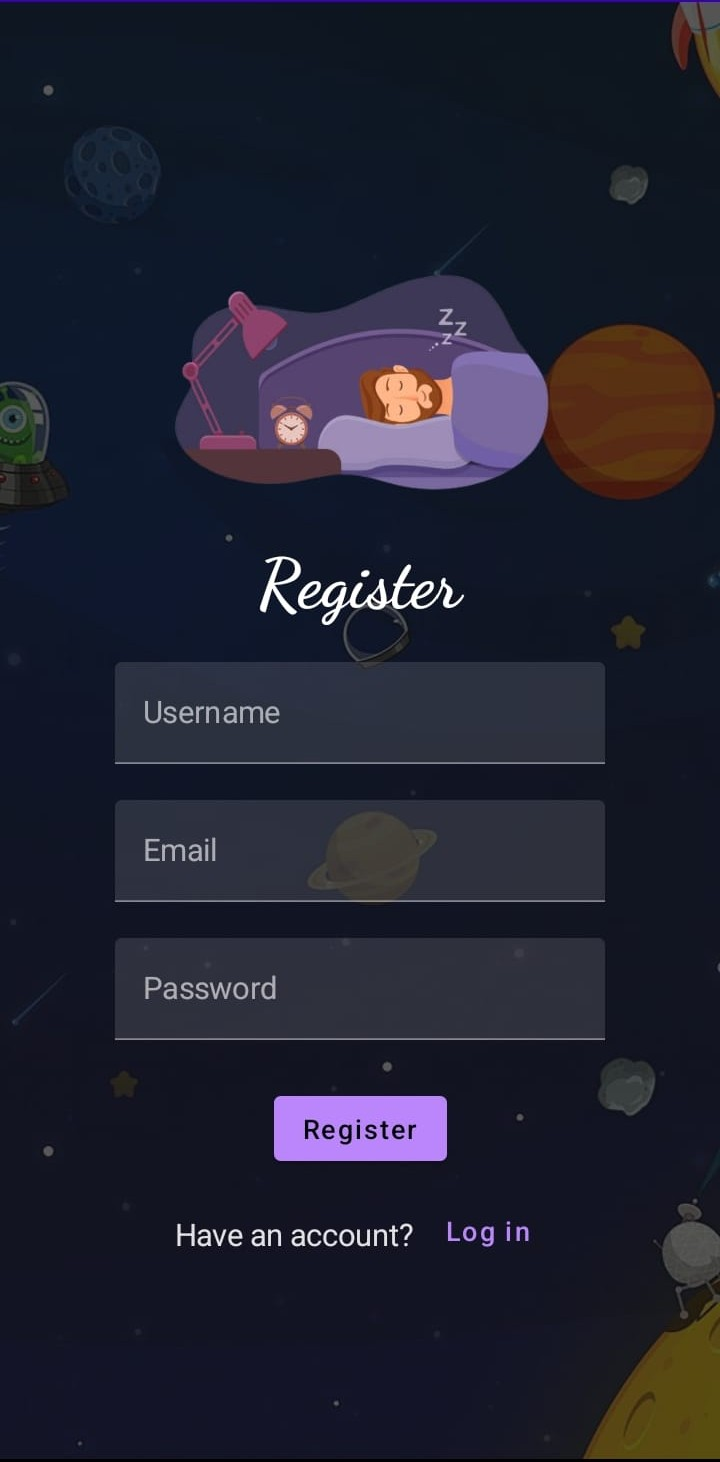 Z
Z
Z
Register
Username
Email
Password
Register
Have an account? Log in